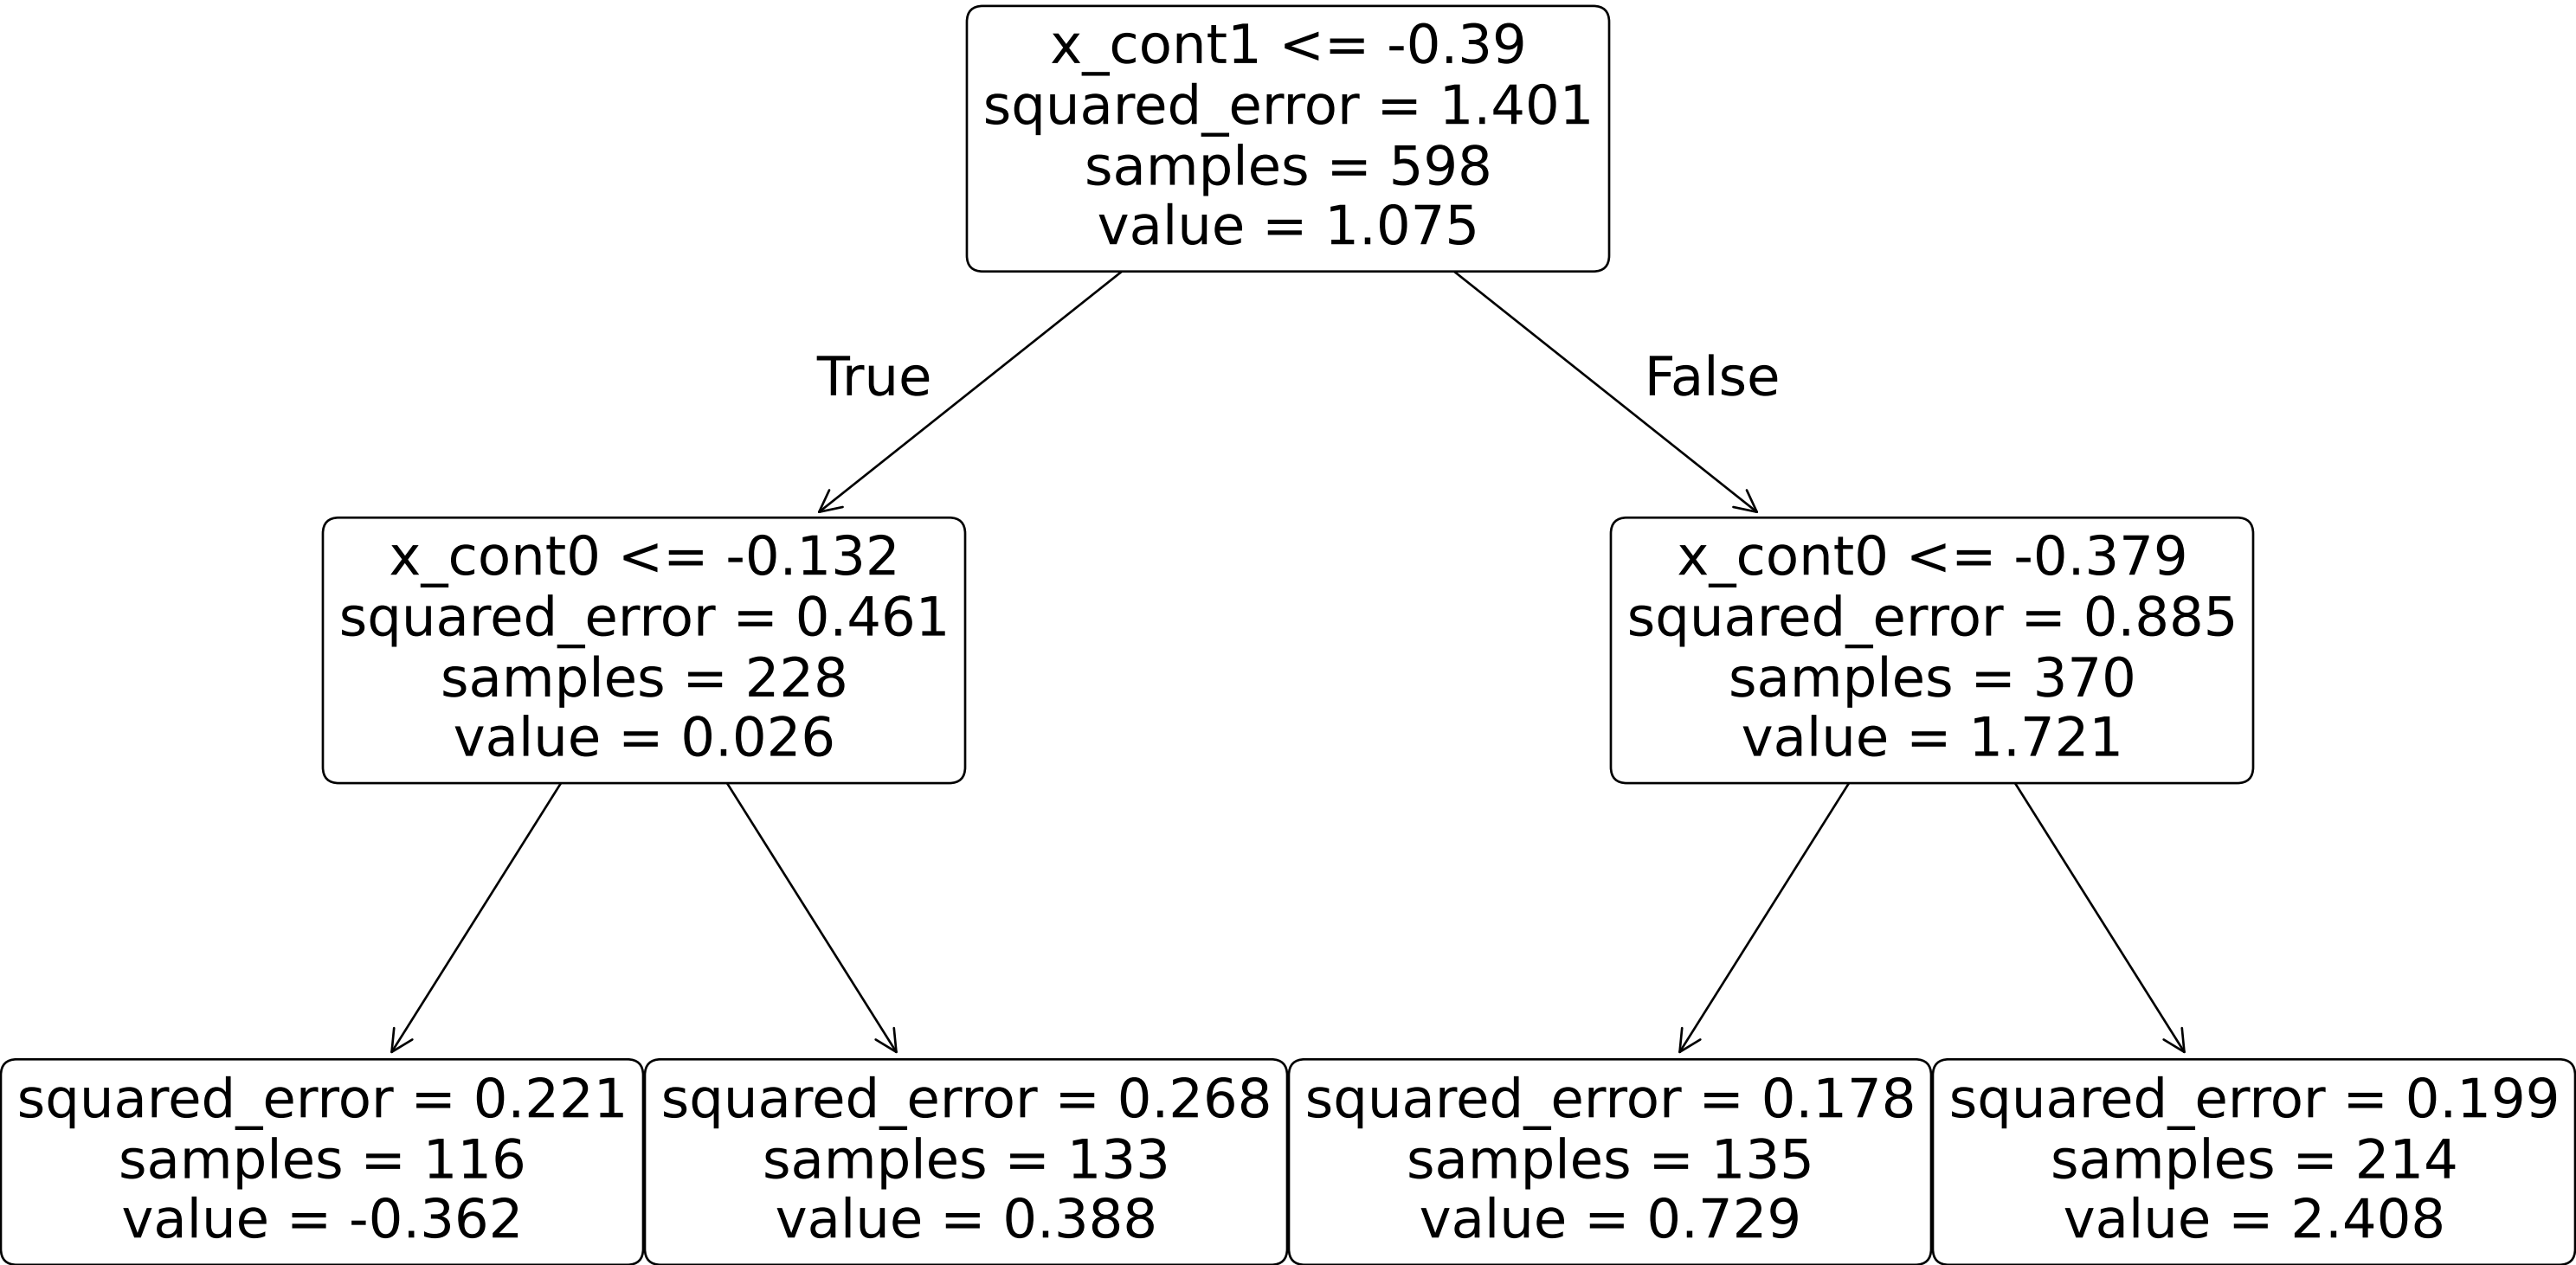 x_cont1 <= -0.39
squared_error = 1.401
samples = 598
value = 1.075
True
False
x_cont0 <= -0.132
squared_error = 0.461
samples = 228
value = 0.026
x_cont0 <= -0.379
squared_error = 0.885
samples = 370
value = 1.721
squared_error = 0.221
samples = 116
value = -0.362
squared_error = 0.268
samples = 133
value = 0.388
squared_error = 0.178
samples = 135
value = 0.729
squared_error = 0.199
samples = 214
value = 2.408